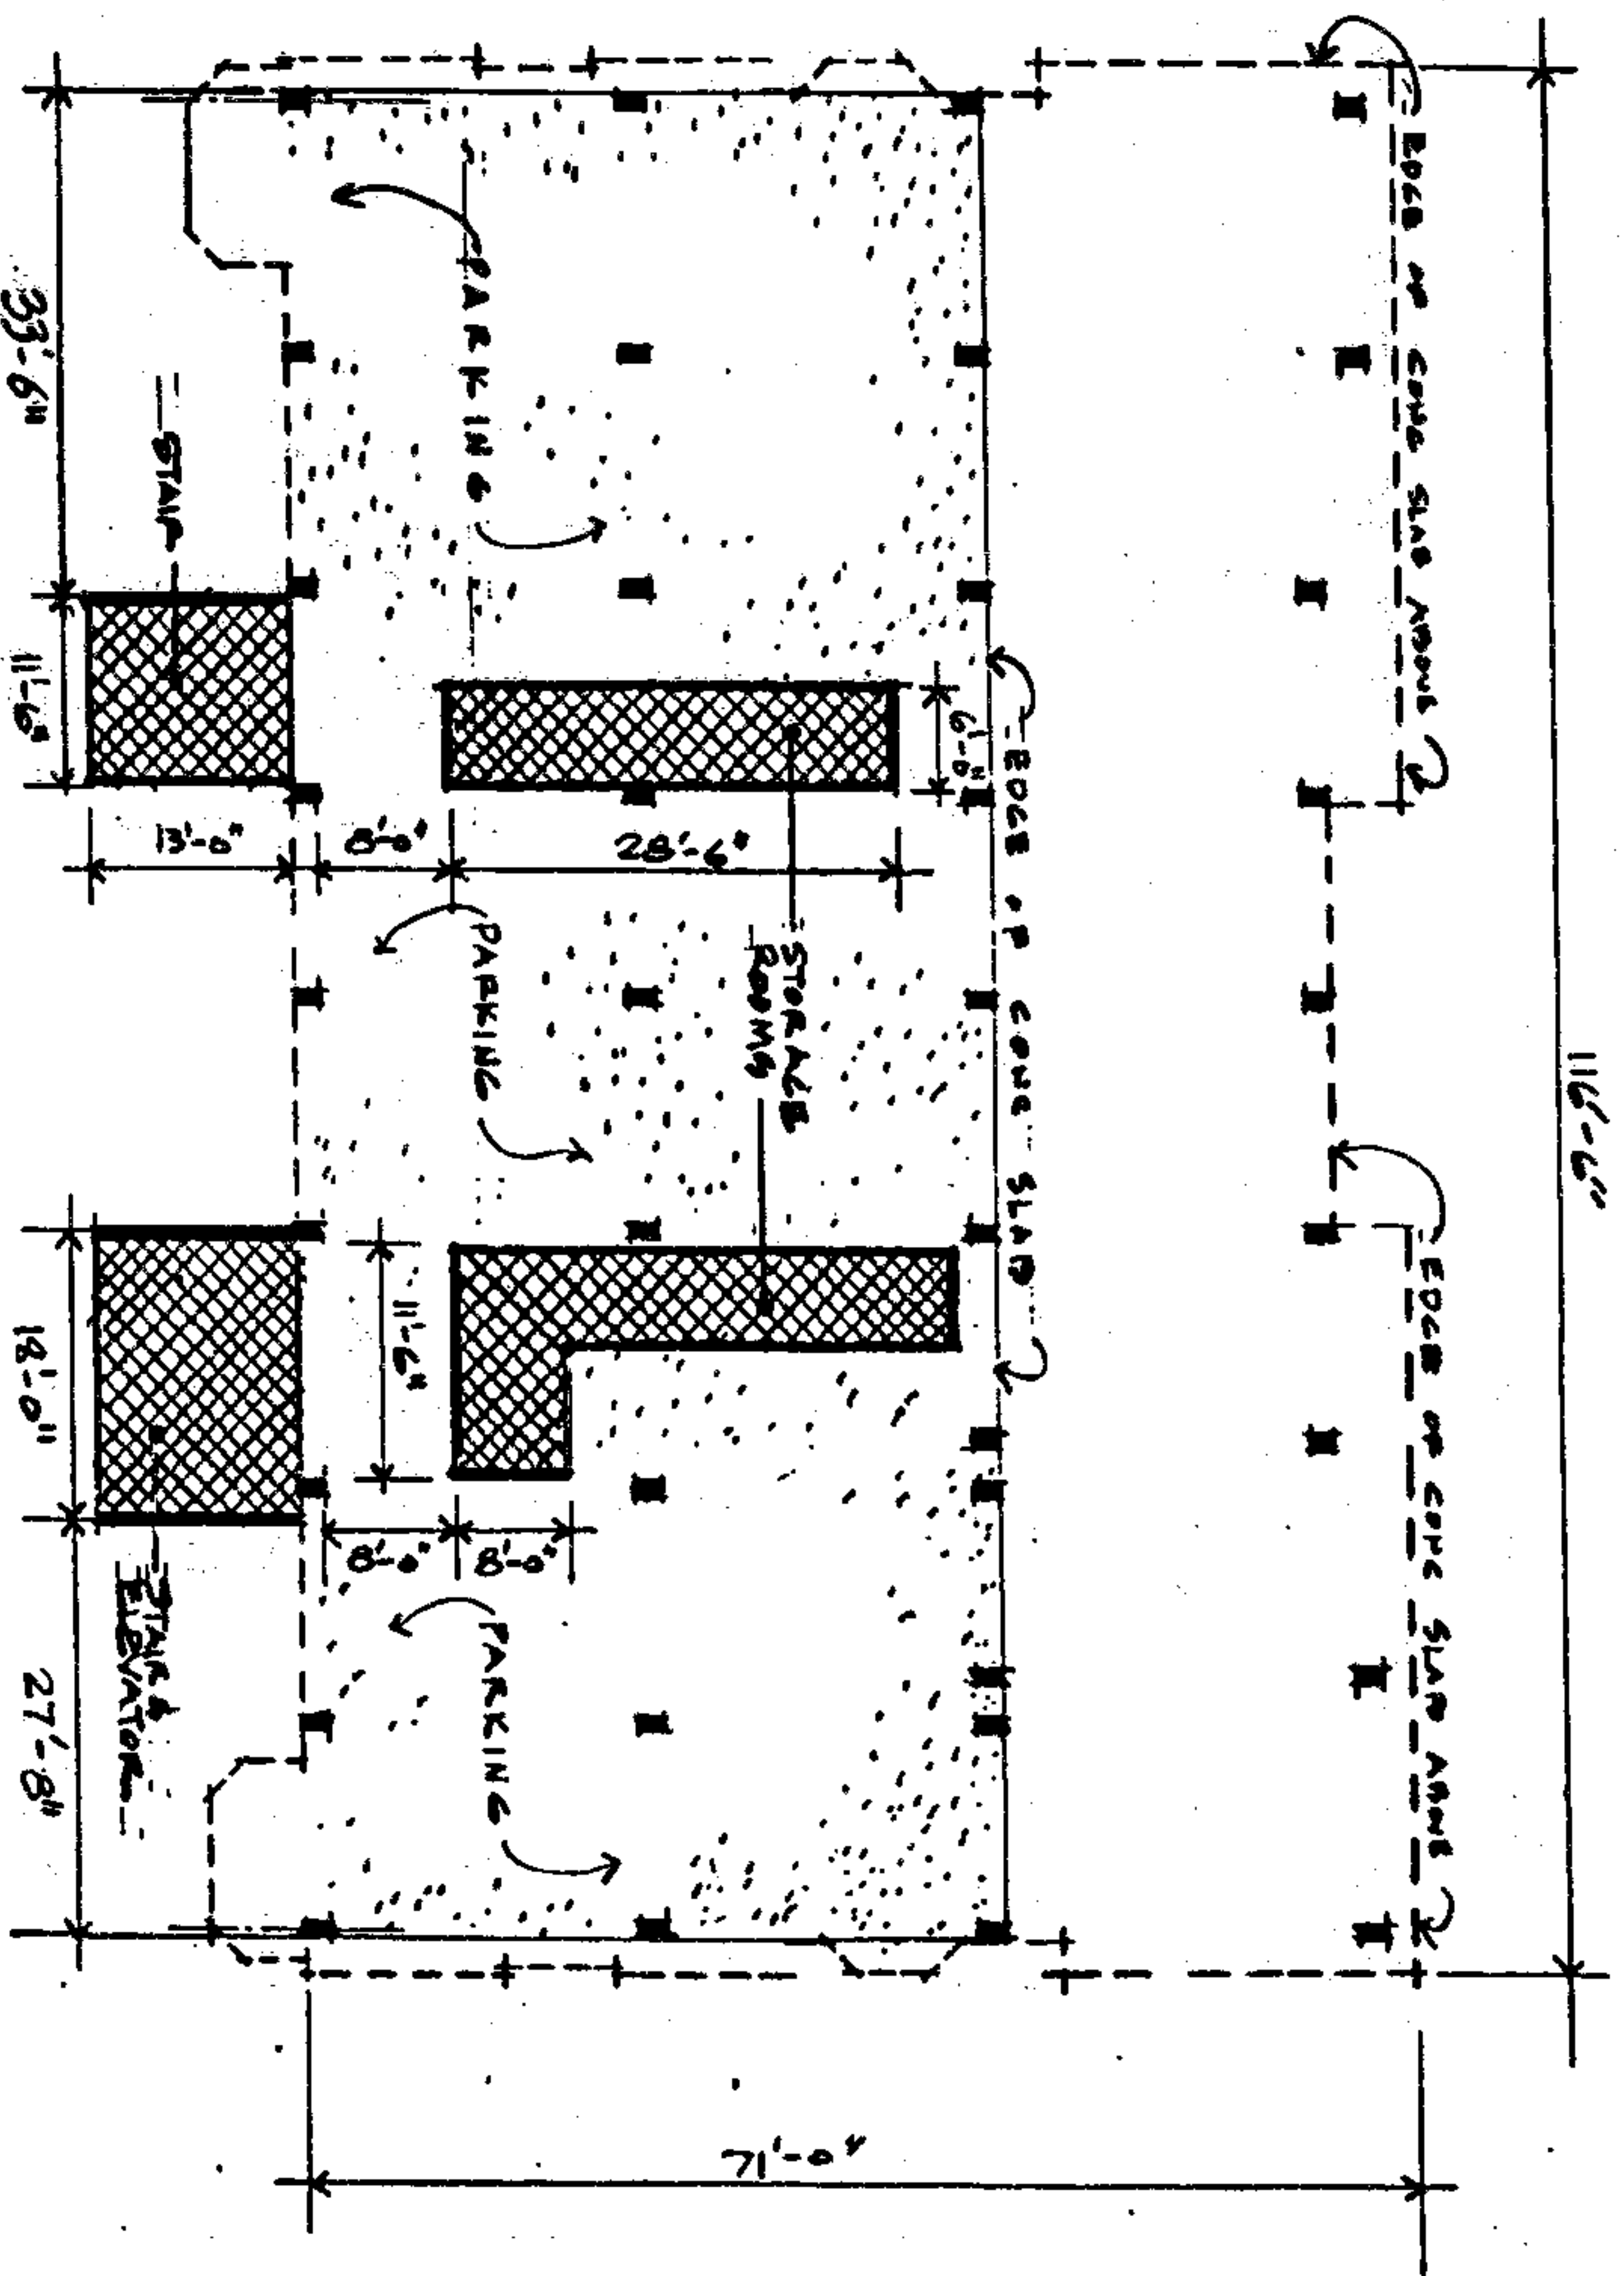 116'-6"
EDGE OF CONC SLAB ABOVE
EDGE OF CONC SLAB ABOVE
EDGE OF CONC SLAB
71'-0"
6'-0"
STORAGE
ROOMS
28'-6"
8'-0"
13'-0"
PARKING
PARKING
PARKING
11'-6"
8'-0"
8'-0"
STAIR
STAIR &
ELEVATOR
33'-6"
11'-6"
18'-0"
27'-8"